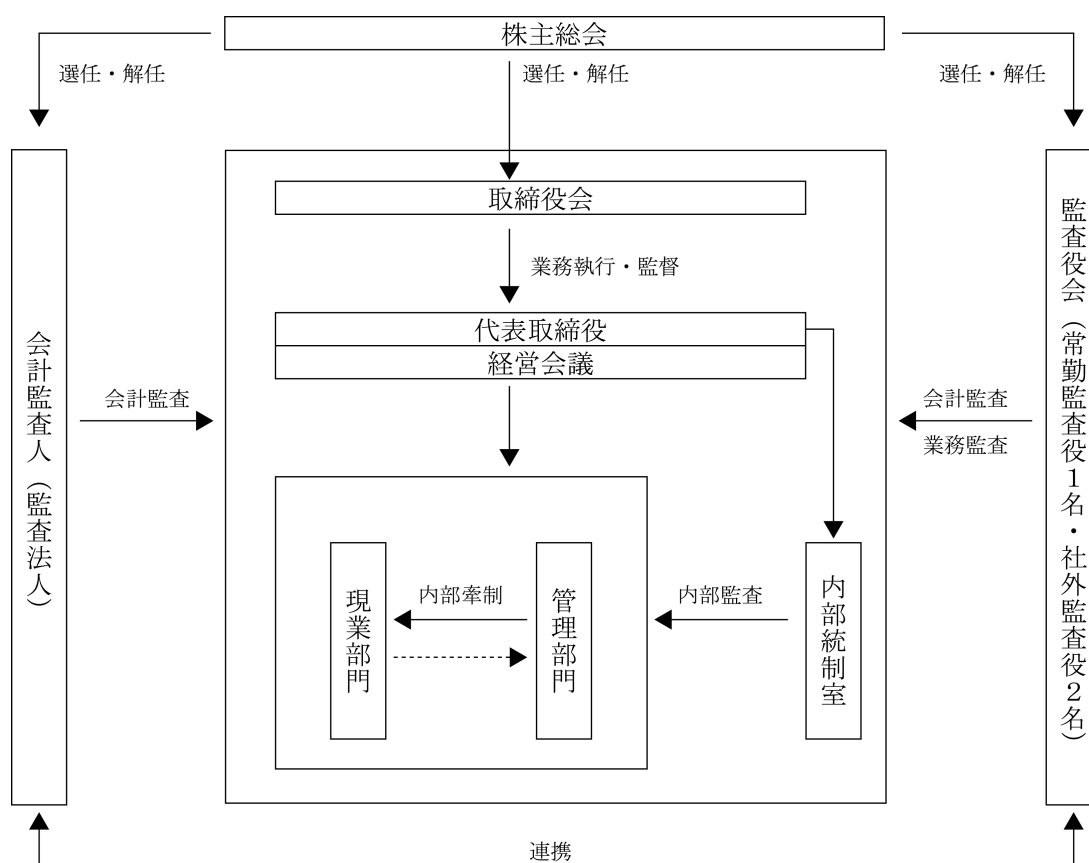 株主総会
選任・解任
選任・解任
選任・解任
取締役会
業務執行・監督
代表取締役
経営会議
会計監査人（監査法人）
会計監査
会計監査
業務監査
監査役会（常勤監査役1名・社外監査役2名）
現業部門
内部牽制
管理部門
内部監査
内部統制室
連携